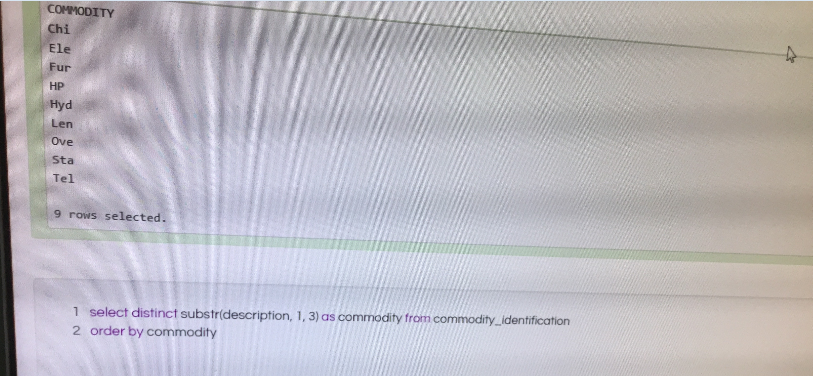 COMMODITY
Chi
Ele
Fur
HP
Hyd
Len
Ove
Sta
Tel
9 rows selected.
1 select distinct substr(description, 1, 3) as commodity from commodity_identification
2 order by commodity